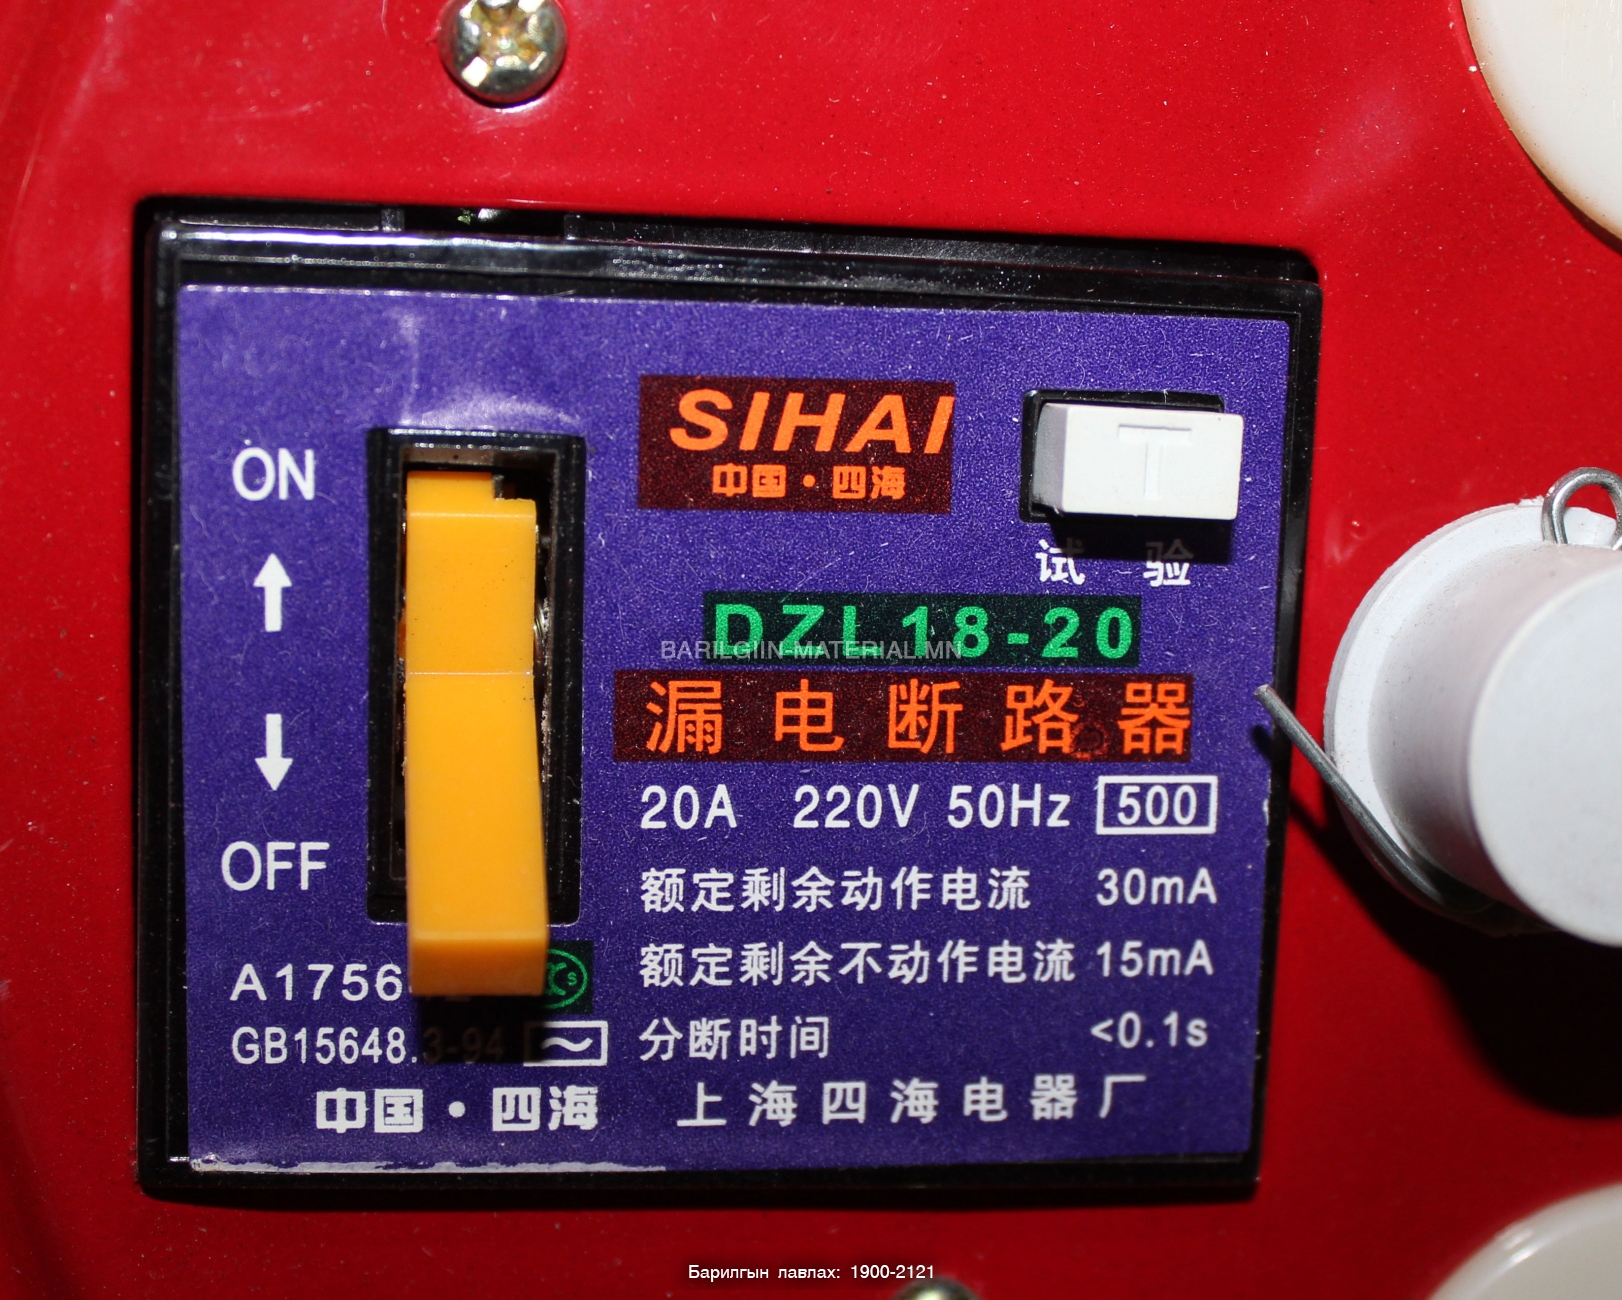 SIHAI
中国·四海
ON
T
试 验
DZL18-20
BARILGIIN-MATERIAL.MN
漏电断路器
20A 220V 50Hz 500
OFF
额定剩余动作电流 30mA
额定剩余不动作电流 15mA
A1756
GB15648.3-94 ~
分断时间 <0.1s
中国·四海 上海四海电器厂
Барилгын лавлах: 1900-2121